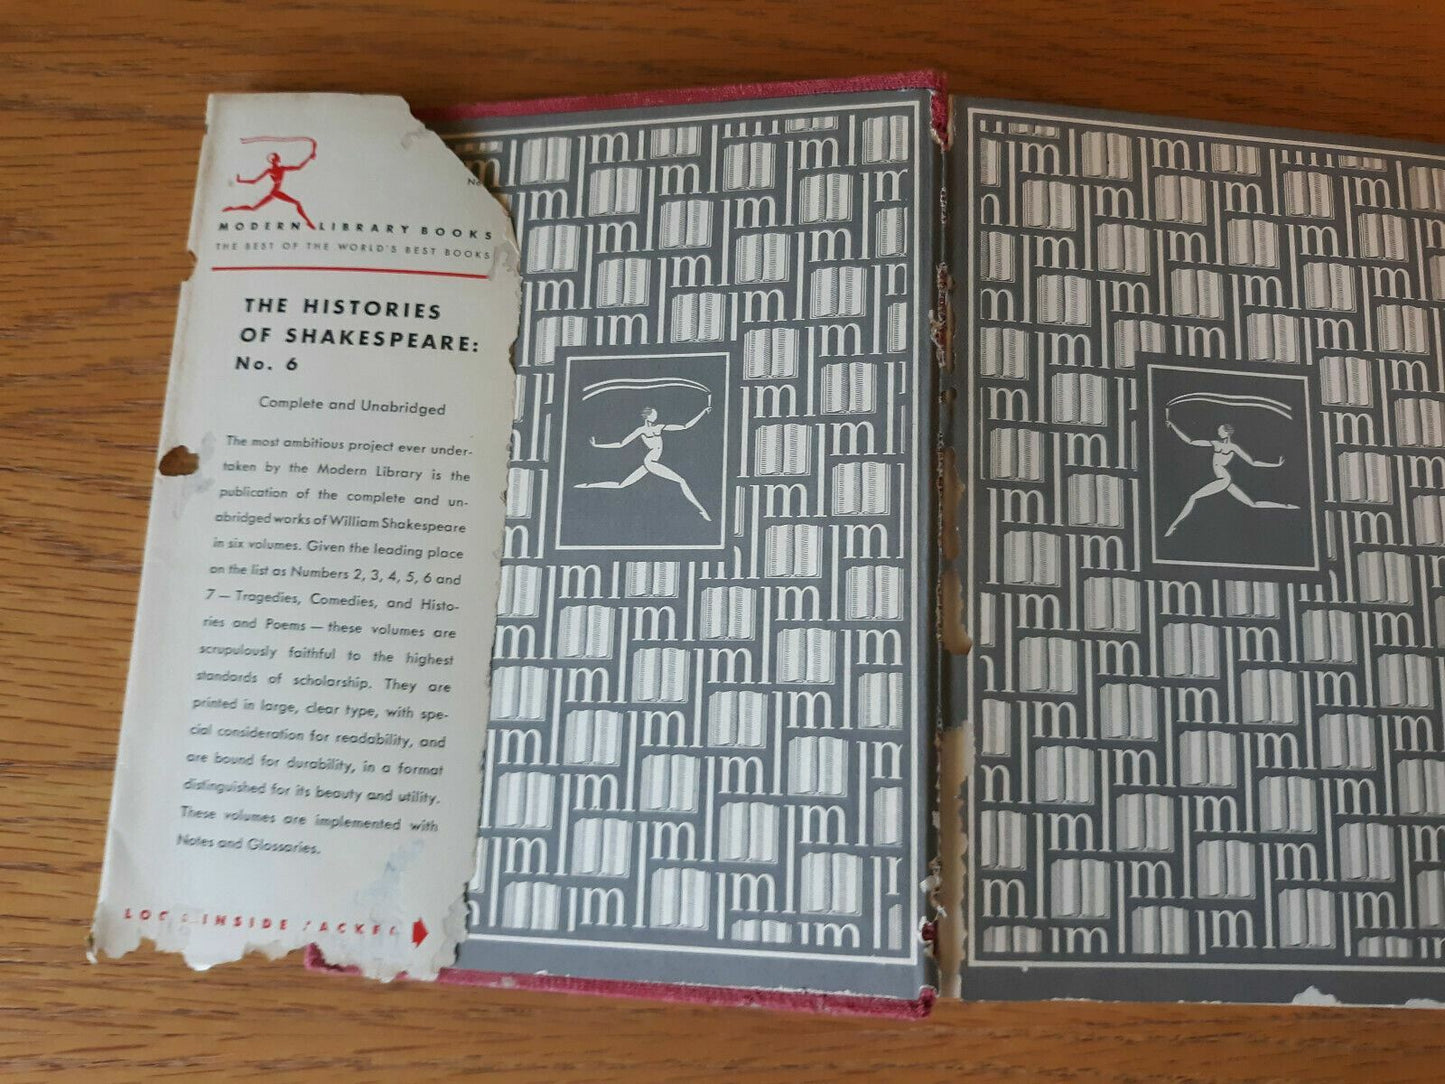 No.
MODERN LIBRARY BOOKS
THE BEST OF THE WORLD'S BEST BOOKS
THE HISTORIES
OF SHAKESPEARE:
No. 6
Complete and Unabridged
The most ambitious project ever under-
taken by the Modern Library is the
publication of the complete and un-
abridged works of William Shakespeare
in six volumes. Given the leading place
on the list as Numbers 2, 3, 4, 5, 6 and
7 — Tragedies, Comedies, and Histo-
ries and Poems — these volumes are
scrupulously faithful to the highest
standards of scholarship. They are
printed in large, clear type, with spe-
cial consideration for readability, and
are bound for durability, in a format
distinguished for its beauty and utility.
These volumes are implemented with
Notes and Glossaries.
INSIDE JACKE